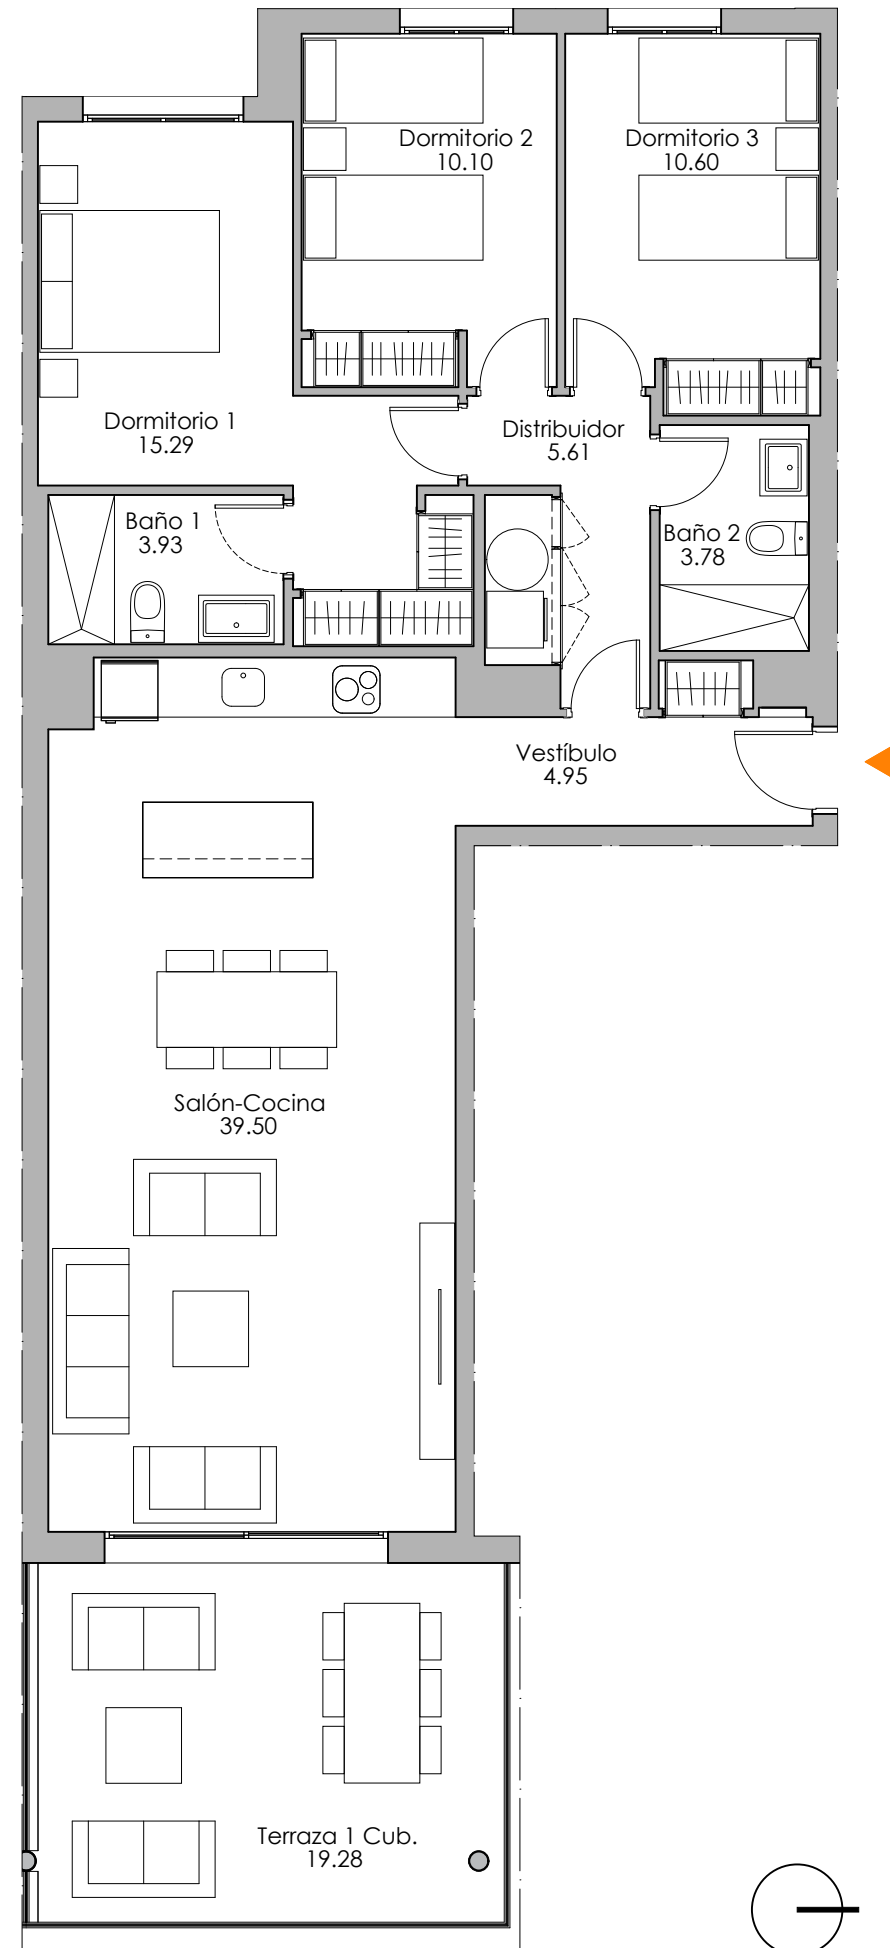 Dormitorio 2
10.10
Dormitorio 3
10.60
Dormitorio 1
15.29
Distribuidor
5.61
Baño 1
3.93
Baño 2
3.78
Vestíbulo
4.95
Salón-Cocina
39.50
Terraza 1 Cub.
19.28